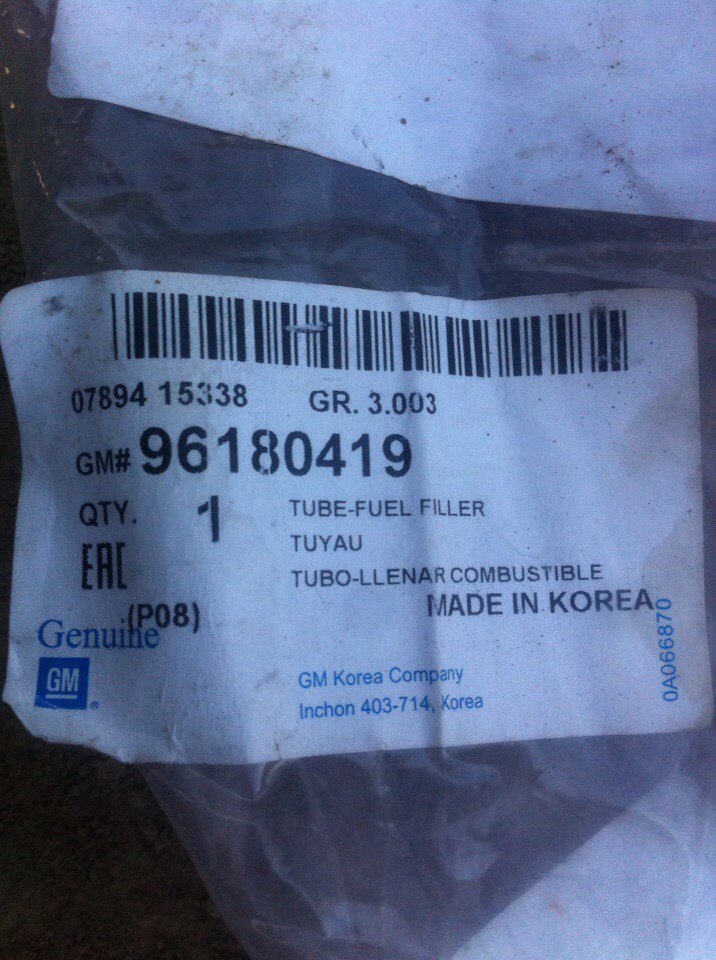 07894 15338 GR. 3.003
GM# 96180419
QTY. 1 TUBE-FUEL FILLER
TUYAU
EAC TUBO-LLENAR COMBUSTIBLE
MADE IN KOREA
(P08)
Genuine
GM ®
GM Korea Company
Inchon 403-714, Korea
0A066870